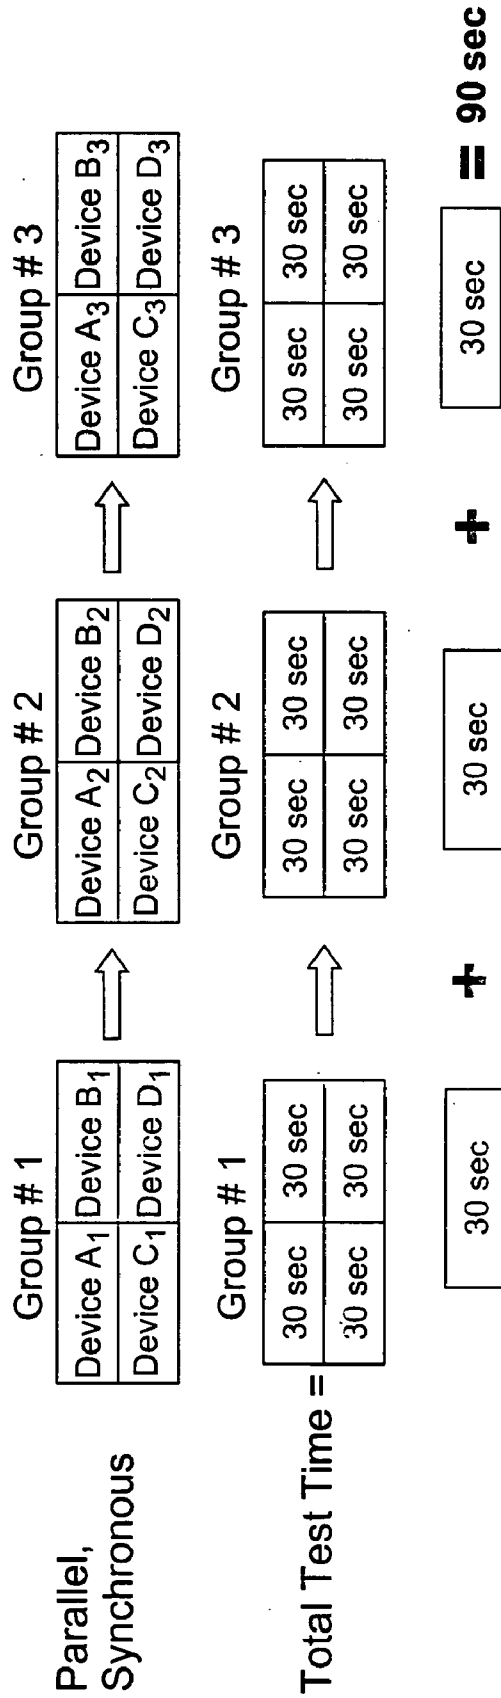 Parallel,
Synchronous
Group # 1
Device A1 Device B1
Device C1 Device D1
Group # 2
Device A2 Device B2
Device C2 Device D2
Group # 3
Device A3 Device B3
Device C3 Device D3
Total Test Time =
Group # 1
30 sec 30 sec
30 sec 30 sec
Group # 2
30 sec 30 sec
30 sec 30 sec
Group # 3
30 sec 30 sec
30 sec 30 sec
30 sec + 30 sec + 30 sec = 90 sec